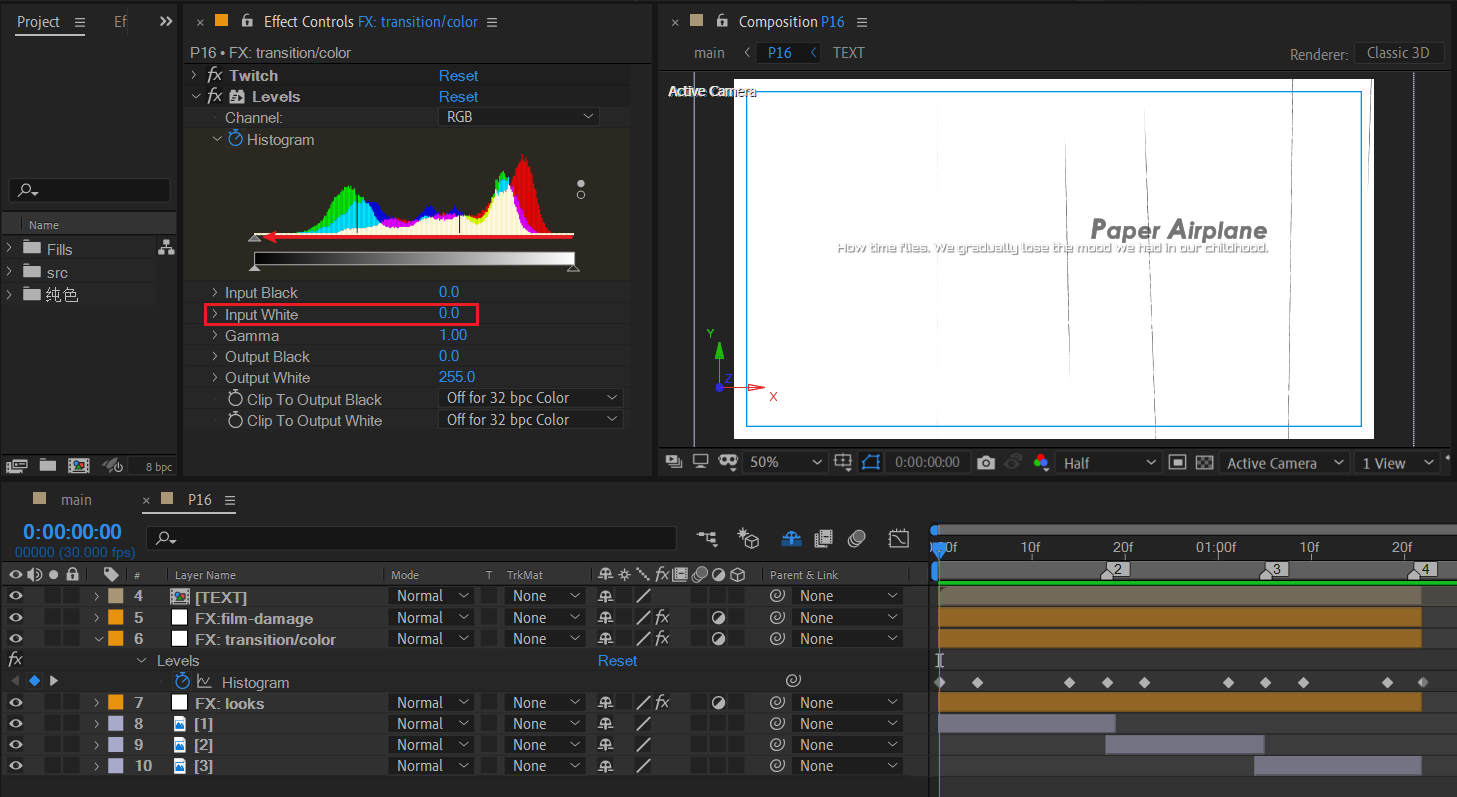 Project
Ef
Effect Controls FX: transition/color
P16 • FX: transition/color
fx Twitch Reset
fx Levels Reset
Channel: RGB
Histogram
Input Black 0.0
Input White 0.0
Gamma 1.00
Output Black 0.0
Output White 255.0
Clip To Output Black Off for 32 bpc Color
Clip To Output White Off for 32 bpc Color
Name
Fills
src
纯色
8 bpc
Composition P16
main P16 TEXT
Renderer: Classic 3D
Active Camera
Paper Airplane
How time flies. We gradually lose the mood we had in our childhood.
Y
Z
X
50% 0:00:00:00 Half Active Camera 1 View
main P16
0:00:00:00
00000 (30.000 fps)
:00f 10f 20f 01:00f 10f 20f
2 3 4
# Layer Name Mode T TrkMat fx Parent & Link
4 [TEXT] Normal None None
5 FX:film-damage Normal None fx None
6 FX: transition/color Normal None fx None
fx Levels Reset
Histogram
7 FX: looks Normal None fx None
8 [1] Normal None None
9 [2] Normal None None
10 [3] Normal None None